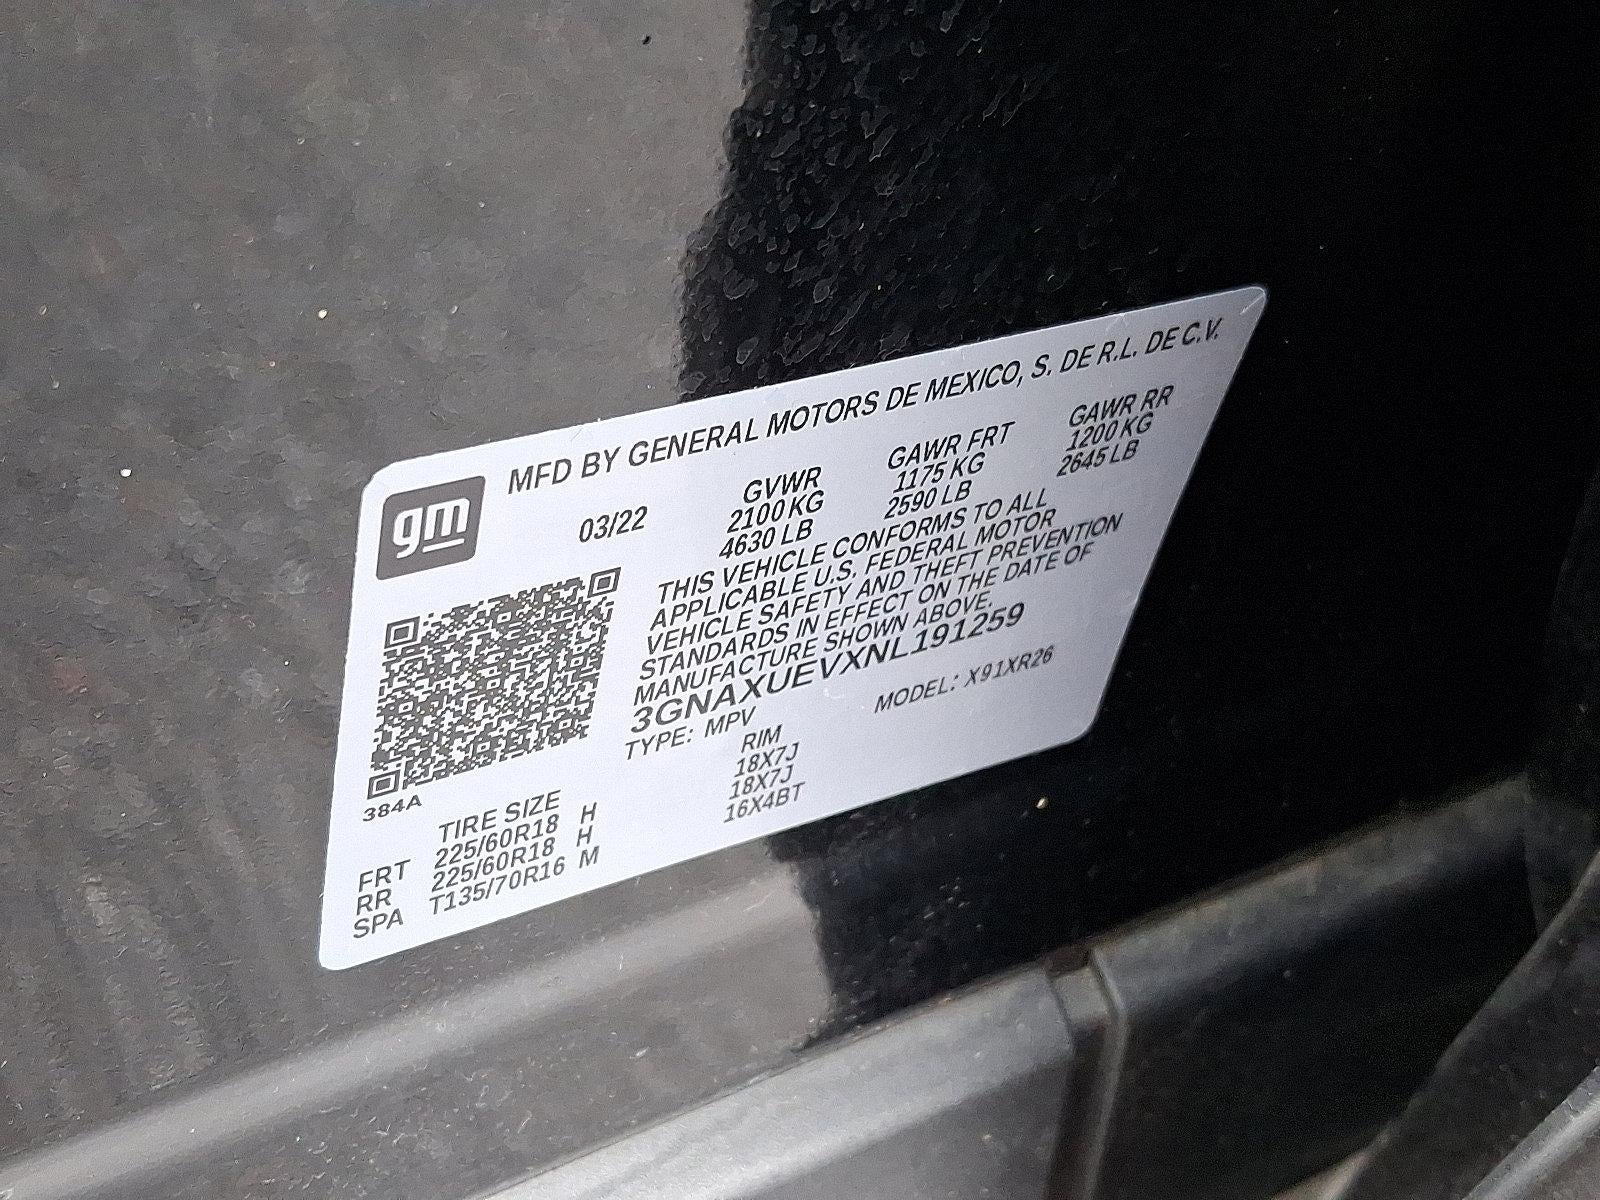 gm
MFD BY GENERAL MOTORS DE MEXICO, S. DE R.L. DE C.V.
03/22 GVWR GAWR FRT GAWR RR
2100 KG 1175 KG 1200 KG
4630 LB 2590 LB 2645 LB
THIS VEHICLE CONFORMS TO ALL
APPLICABLE U.S. FEDERAL MOTOR
VEHICLE SAFETY AND THEFT PREVENTION
STANDARDS IN EFFECT ON THE DATE OF
MANUFACTURE SHOWN ABOVE.
3GNAXUEVXNL191259
TYPE: MPV MODEL: X91XR26
384A
TIRE SIZE RIM
FRT 225/60R18 H 18X7J
RR 225/60R18 H 18X7J
SPA T135/70R16 M 16X4BT